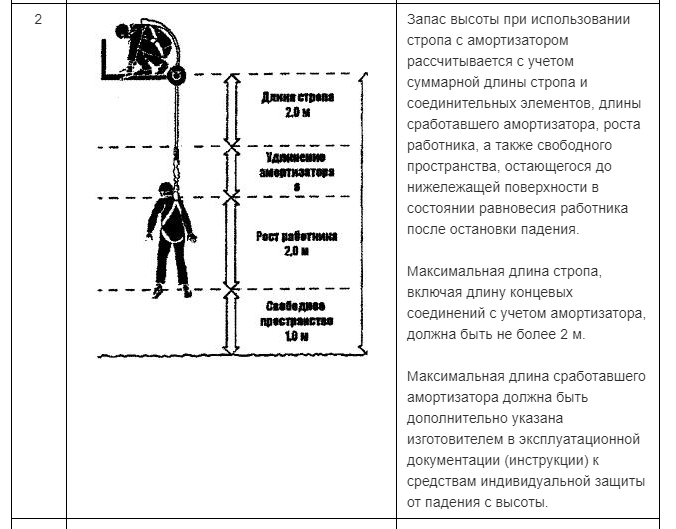 2
Длина стропа
2.0 м
Удлинение
амортизатора
s
Рост работника
2,0 м
Свободное
пространство
1.0 м
Запас высоты при использовании
стропа с амортизатором
рассчитывается с учетом
суммарной длины стропа и
соединительных элементов, длины
сработавшего амортизатора, роста
работника, а также свободного
пространства, остающегося до
нижележащей поверхности в
состоянии равновесия работника
после остановки падения.
Максимальная длина стропа,
включая длину концевых
соединений с учетом амортизатора,
должна быть не более 2 м.
Максимальная длина сработавшего
амортизатора должна быть
дополнительно указана
изготовителем в эксплуатационной
документации (инструкции) к
средствам индивидуальной защиты
от падения с высоты.